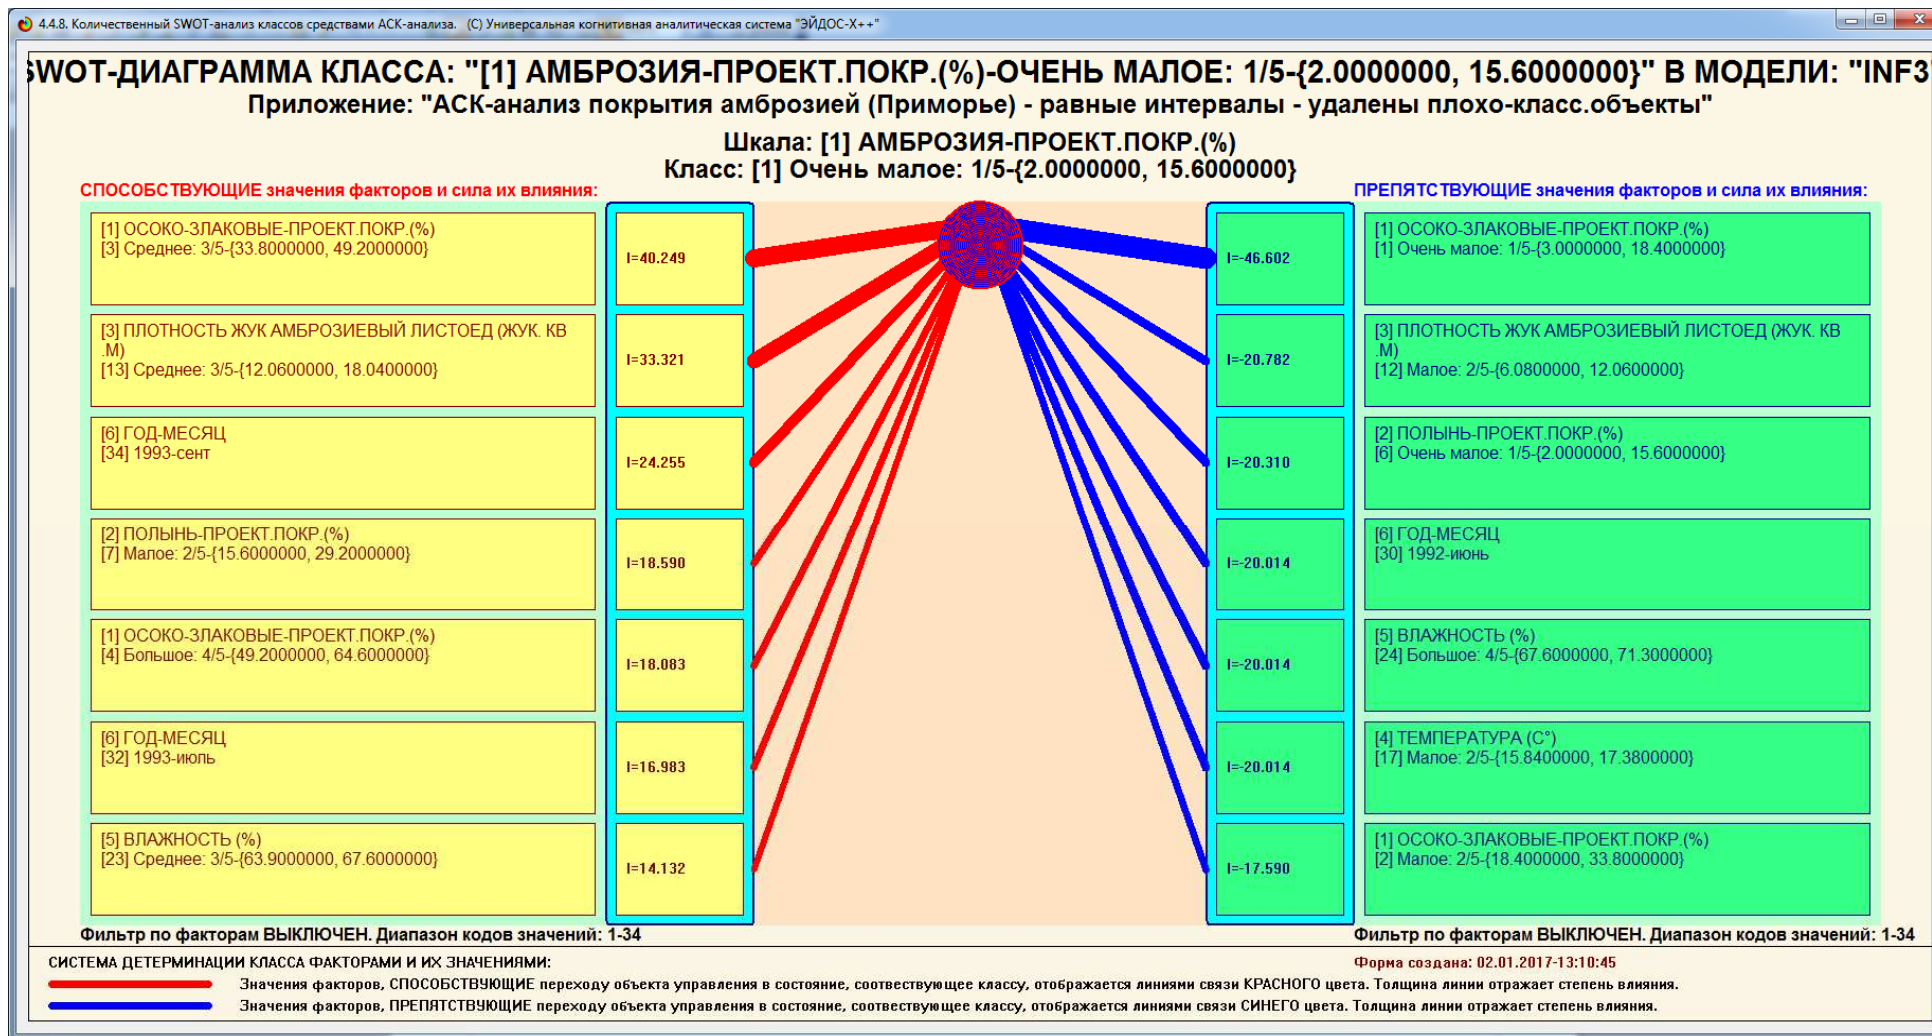 4.4.8. Количественный SWOT-анализ классов средствами АСК-анализа. (С) Универсальная когнитивная аналитическая система "ЭЙДОС-Х++"
SWOT-ДИАГРАММА КЛАССА: "[1] АМБРОЗИЯ-ПРОЕКТ.ПОКР.(%)-ОЧЕНЬ МАЛОЕ: 1/5-{2.0000000, 15.6000000}" В МОДЕЛИ: "INF3"
Приложение: "АСК-анализ покрытия амброзией (Приморье) - равные интервалы - удалены плохо-класс.объекты"
Шкала: [1] АМБРОЗИЯ-ПРОЕКТ.ПОКР.(%)
Класс: [1] Очень малое: 1/5-{2.0000000, 15.6000000}
СПОСОБСТВУЮЩИЕ значения факторов и сила их влияния:
[1] ОСОКО-ЗЛАКОВЫЕ-ПРОЕКТ.ПОКР.(%)
[3] Среднее: 3/5-{33.8000000, 49.2000000}
I=40.249
[3] ПЛОТНОСТЬ ЖУК АМБРОЗИЕВЫЙ ЛИСТОЕД (ЖУК. КВ
.М)
[13] Среднее: 3/5-{12.0600000, 18.0400000}
I=33.321
[6] ГОД-МЕСЯЦ
[34] 1993-сент
I=24.255
[2] ПОЛЫНЬ-ПРОЕКТ.ПОКР.(%)
[7] Малое: 2/5-{15.6000000, 29.2000000}
I=18.590
[1] ОСОКО-ЗЛАКОВЫЕ-ПРОЕКТ.ПОКР.(%)
[4] Большое: 4/5-{49.2000000, 64.6000000}
I=18.083
[6] ГОД-МЕСЯЦ
[32] 1993-июль
I=16.983
[5] ВЛАЖНОСТЬ (%)
[23] Среднее: 3/5-{63.9000000, 67.6000000}
I=14.132
Фильтр по факторам ВЫКЛЮЧЕН. Диапазон кодов значений: 1-34
ПРЕПЯТСТВУЮЩИЕ значения факторов и сила их влияния:
I=-46.602
[1] ОСОКО-ЗЛАКОВЫЕ-ПРОЕКТ.ПОКР.(%)
[1] Очень малое: 1/5-{3.0000000, 18.4000000}
I=-20.782
[3] ПЛОТНОСТЬ ЖУК АМБРОЗИЕВЫЙ ЛИСТОЕД (ЖУК. КВ
.М)
[12] Малое: 2/5-{6.0800000, 12.0600000}
I=-20.310
[2] ПОЛЫНЬ-ПРОЕКТ.ПОКР.(%)
[6] Очень малое: 1/5-{2.0000000, 15.6000000}
I=-20.014
[6] ГОД-МЕСЯЦ
[30] 1992-июнь
I=-20.014
[5] ВЛАЖНОСТЬ (%)
[24] Большое: 4/5-{67.6000000, 71.3000000}
I=-20.014
[4] ТЕМПЕРАТУРА (С°)
[17] Малое: 2/5-{15.8400000, 17.3800000}
I=-17.590
[1] ОСОКО-ЗЛАКОВЫЕ-ПРОЕКТ.ПОКР.(%)
[2] Малое: 2/5-{18.4000000, 33.8000000}
Фильтр по факторам ВЫКЛЮЧЕН. Диапазон кодов значений: 1-34
СИСТЕМА ДЕТЕРМИНАЦИИ КЛАССА ФАКТОРАМИ И ИХ ЗНАЧЕНИЯМИ:
Форма создана: 02.01.2017-13:10:45
Значения факторов, СПОСОБСТВУЮЩИЕ переходу объекта управления в состояние, соотвествующее классу, отображается линиями связи КРАСНОГО цвета. Толщина линии отражает степень влияния.
Значения факторов, ПРЕПЯТСТВУЮЩИЕ переходу объекта управления в состояние, соотвествующее классу, отображается линиями связи СИНЕГО цвета. Толщина линии отражает степень влияния.